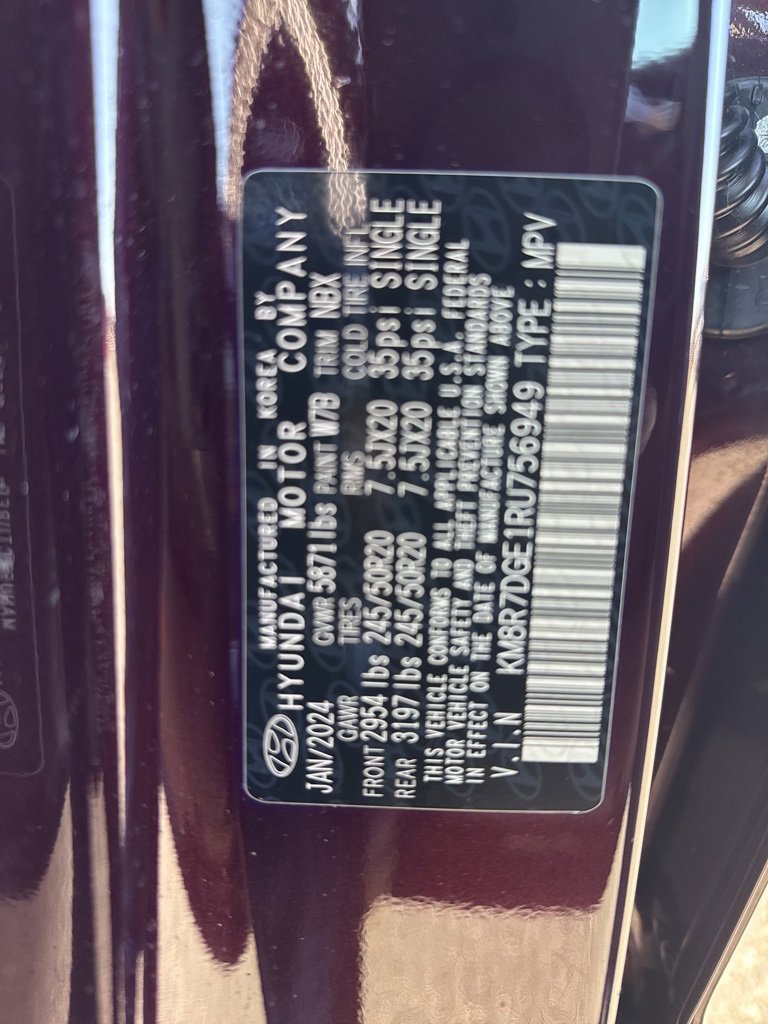 MANUFACTURED IN KOREA BY
HYUNDAI MOTOR COMPANY
JAN/2024 GVWR 5871lbs PAINT W7B TRIM NBX
GAWR TIRES RMS COLD TIRE INFL
FRONT 2954 lbs 245/50R20 7.5JX20 35psi SINGLE
REAR 3197 lbs 245/50R20 7.5JX20 35psi SINGLE
THIS VEHICLE CONFORMS TO ALL APPLICABLE U.S.A. FEDERAL
MOTOR VEHICLE SAFETY AND THEFT PREVENTION STANDARDS
IN EFFECT ON THE DATE OF MANUFACTURE SHOWN ABOVE
V.I.N KM8R7DGE1RU756949 TYPE : MPV